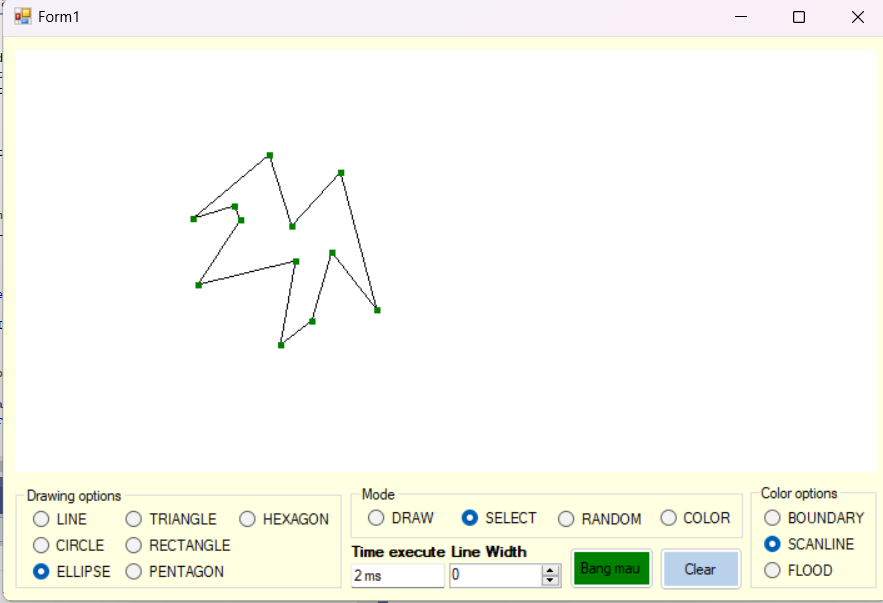 Form1
Drawing options
LINE
TRIANGLE
HEXAGON
CIRCLE
RECTANGLE
ELLIPSE
PENTAGON
Mode
DRAW
SELECT
RANDOM
COLOR
Time execute
Line Width
2 ms
0
Bang mau
Clear
Color options
BOUNDARY
SCANLINE
FLOOD